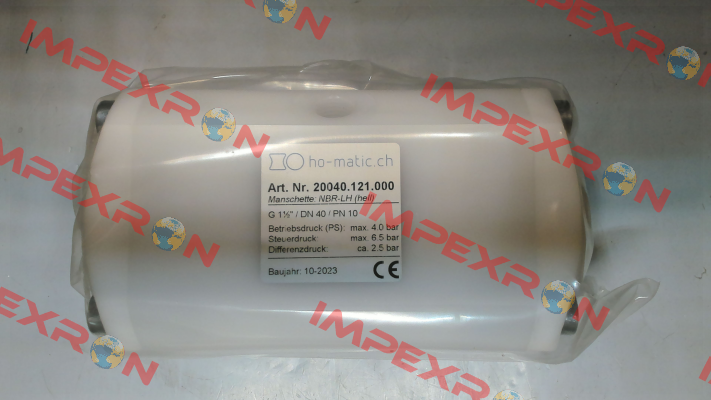 IMPEXRON
IMPEXRON
IMPEXRON
IMPEXRON
IMPEXRON
IMPEXRON
ho-matic.ch
Art. Nr. 20040.121.000
Manschette: NBR-LH (hell)
G 1½" / DN 40 / PN 10
Betriebsdruck (PS): max. 4.0 bar
Steuerdruck: max. 6.5 bar
Differenzdruck: ca. 2.5 bar
Baujahr: 10-2023 CE